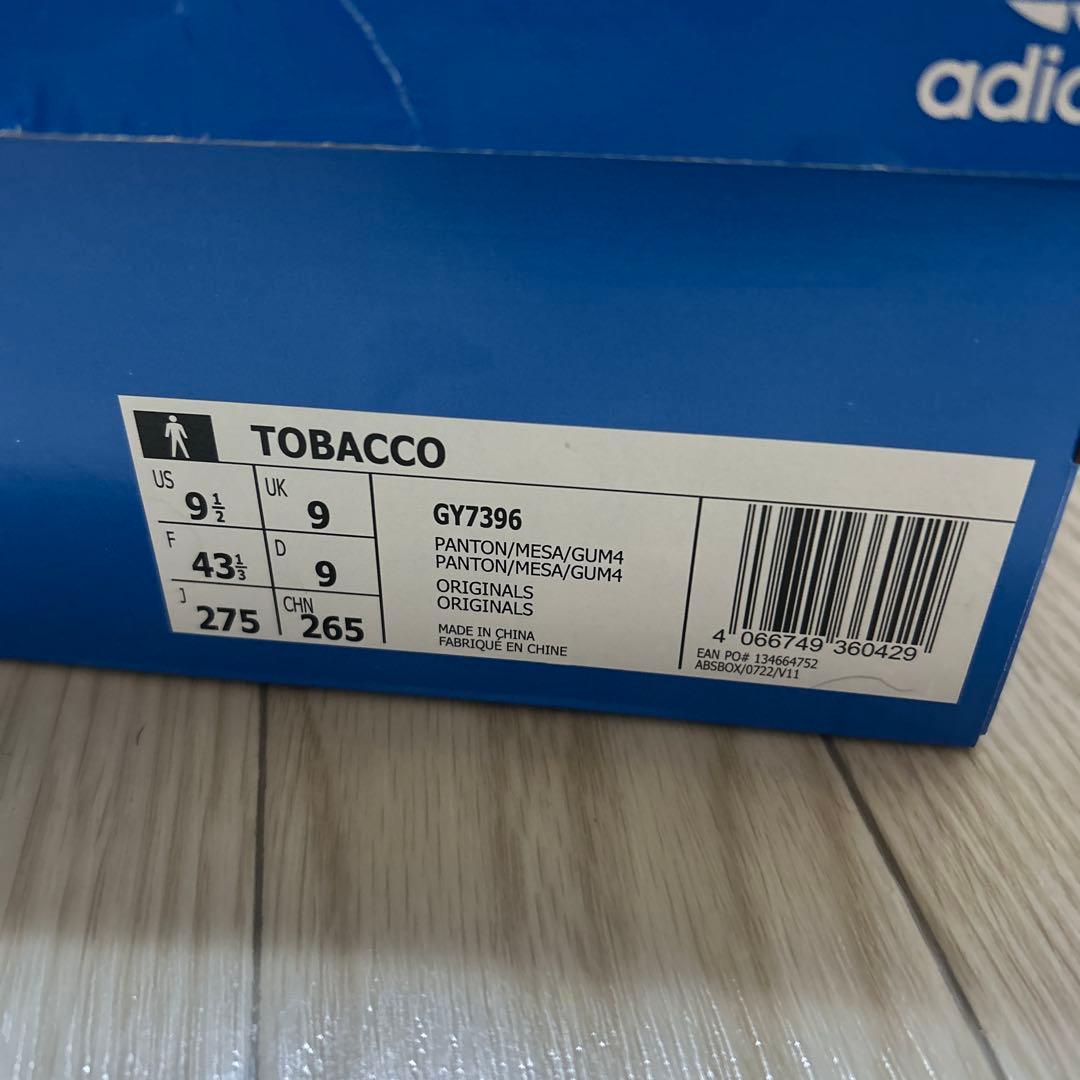 adidas
TOBACCO
US 9 1/2 UK 9
F 43 1/3 D 9
J 275 CHN 265
GY7396
PANTON/MESA/GUM4
PANTON/MESA/GUM4
ORIGINALS
ORIGINALS
MADE IN CHINA
FABRIQUÉ EN CHINE
4 066749 360429
EAN PO# 134664752
ABSBOX/0722/V11